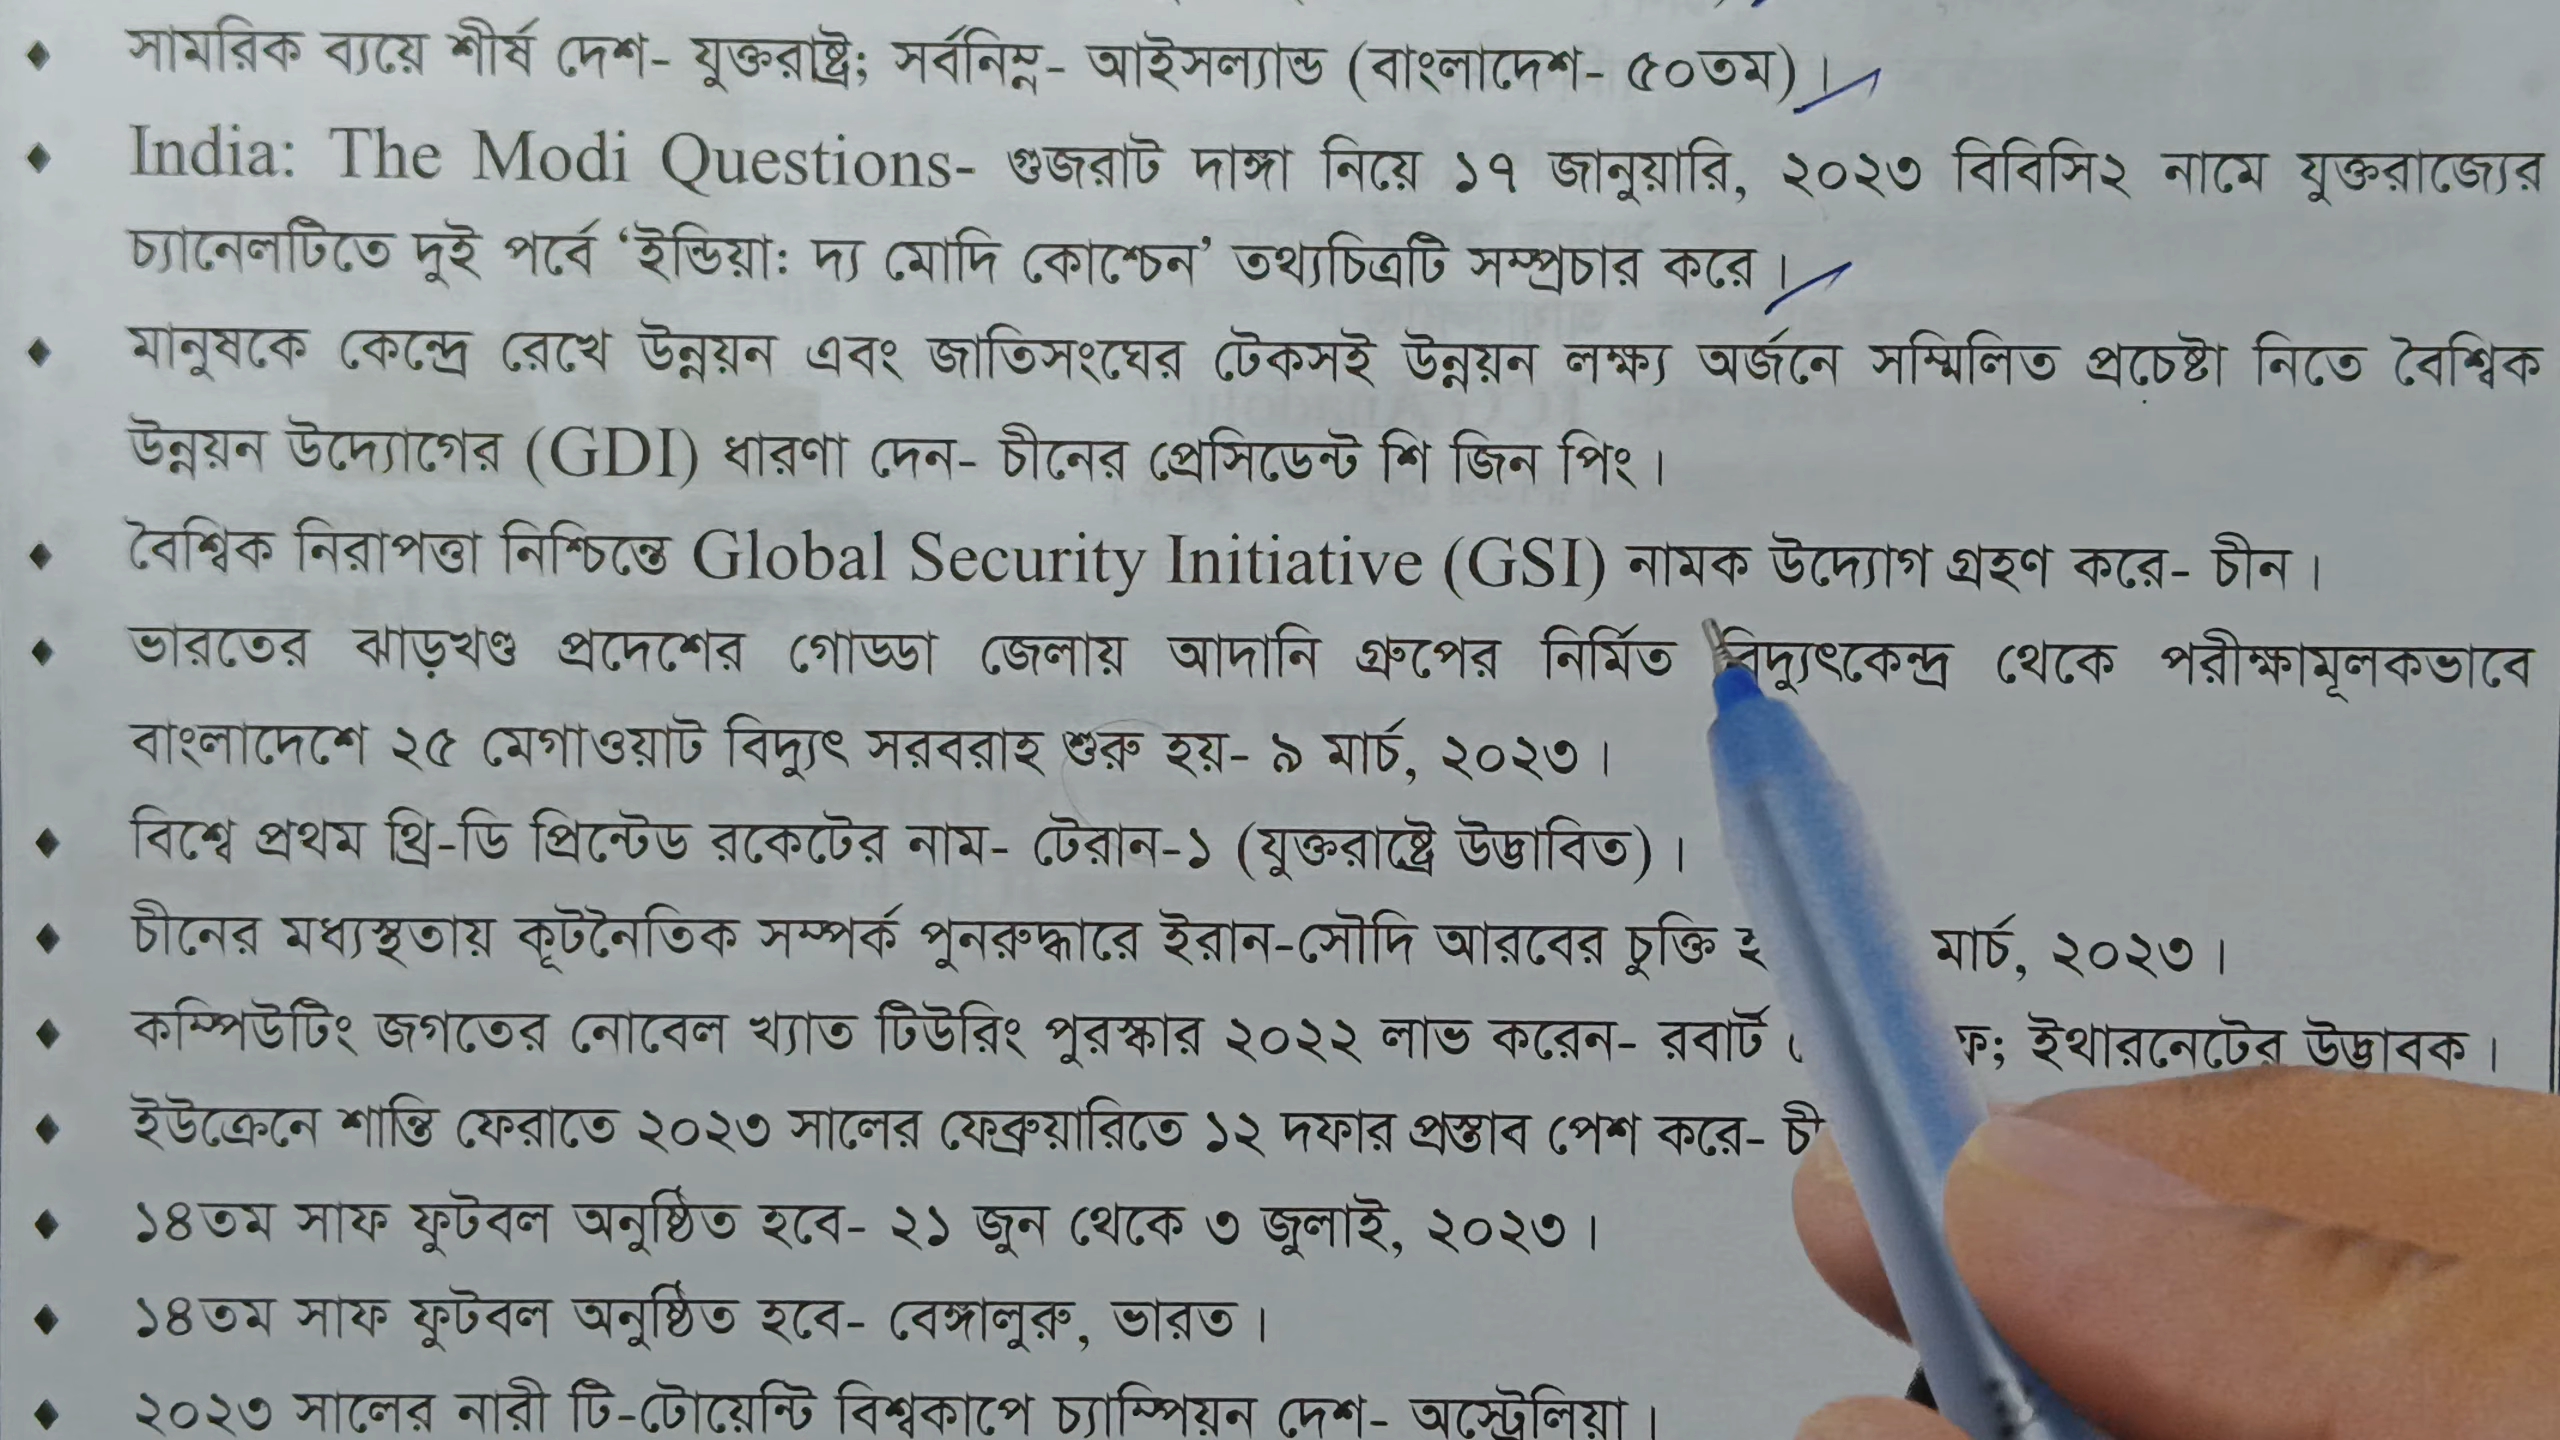 সামরিক ব্যয়ে শীর্ষ দেশ- যুক্তরাষ্ট্র; সর্বনিম্ন- আইসল্যান্ড (বাংলাদেশ- ৫০তম)।
India: The Modi Questions- গুজরাট দাঙ্গা নিয়ে ১৭ জানুয়ারি, ২০২৩ বিবিসি২ নামে যুক্তরাজ্যের
চ্যানেলটিতে দুই পর্বে ‘ইন্ডিয়া: দ্য মোদি কোশ্চেন’ তথ্যচিত্রটি সম্প্রচার করে।
মানুষকে কেন্দ্রে রেখে উন্নয়ন এবং জাতিসংঘের টেকসই উন্নয়ন লক্ষ্য অর্জনে সম্মিলিত প্রচেষ্টা নিতে বৈশ্বিক
উন্নয়ন উদ্যোগের (GDI) ধারণা দেন- চীনের প্রেসিডেন্ট শি জিন পিং।
বৈশ্বিক নিরাপত্তা নিশ্চিন্তে Global Security Initiative (GSI) নামক উদ্যোগ গ্রহণ করে- চীন।
ভারতের ঝাড়খণ্ড প্রদেশের গোড্ডা জেলায় আদানি গ্রুপের নির্মিত বিদ্যুৎকেন্দ্র থেকে পরীক্ষামূলকভাবে
বাংলাদেশে ২৫ মেগাওয়াট বিদ্যুৎ সরবরাহ শুরু হয়- ৯ মার্চ, ২০২৩।
বিশ্বে প্রথম থ্রি-ডি প্রিন্টেড রকেটের নাম- টেরান-১ (যুক্তরাষ্ট্রে উদ্ভাবিত)।
চীনের মধ্যস্থতায় কূটনৈতিক সম্পর্ক পুনরুদ্ধারে ইরান-সৌদি আরবের চুক্তি মার্চ, ২০২৩।
কম্পিউটিং জগতের নোবেল খ্যাত টিউরিং পুরস্কার ২০২২ লাভ করেন- রবার্ট ফ; ইথারনেটের উদ্ভাবক।
ইউক্রেনে শান্তি ফেরাতে ২০২৩ সালের ফেব্রুয়ারিতে ১২ দফার প্রস্তাব পেশ করে- চী
১৪তম সাফ ফুটবল অনুষ্ঠিত হবে- ২১ জুন থেকে ৩ জুলাই, ২০২৩।
১৪তম সাফ ফুটবল অনুষ্ঠিত হবে- বেঙ্গালুরু, ভারত।
২০২৩ সালের নারী টি-টোয়েন্টি বিশ্বকাপে চ্যাম্পিয়ন দেশ- অস্ট্রেলিয়া।